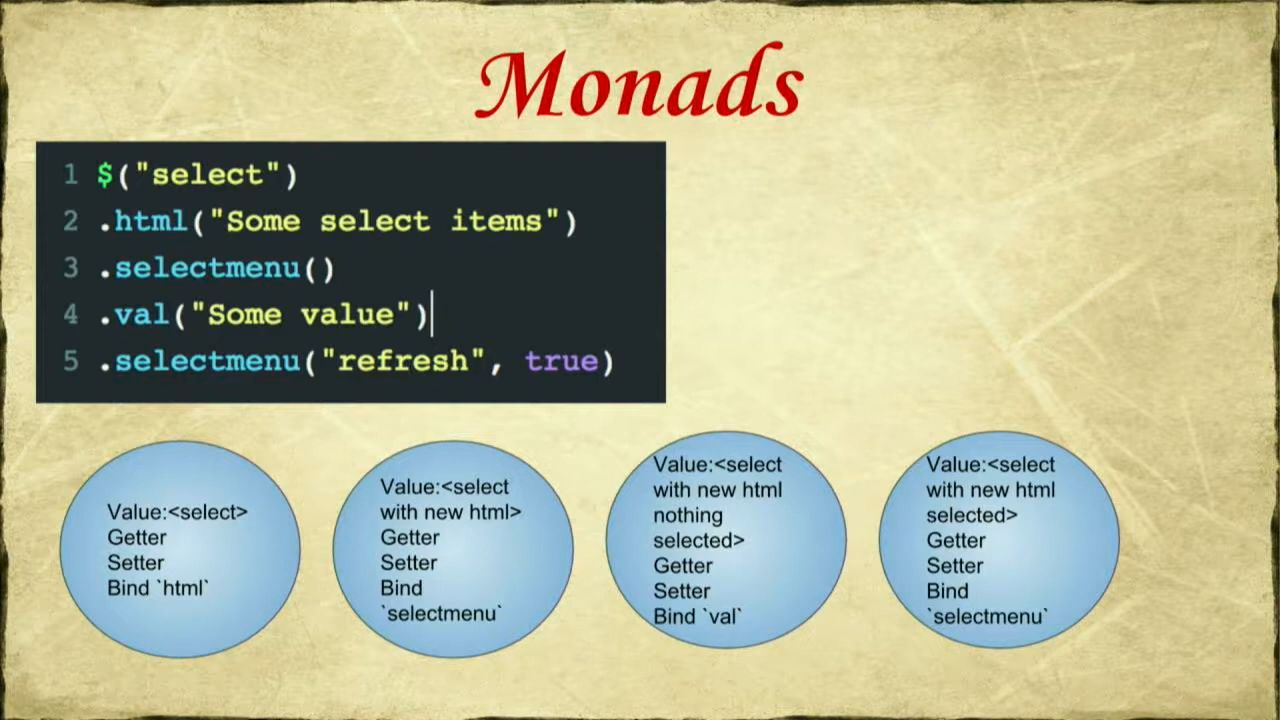 Monads
1 $("select")
2 .html("Some select items")
3 .selectmenu()
4 .val("Some value")
5 .selectmenu("refresh", true)
Value:<select>
Getter
Setter
Bind `html`
Value:<select
with new html>
Getter
Setter
Bind
`selectmenu`
Value:<select
with new html
nothing
selected>
Getter
Setter
Bind `val`
Value:<select
with new html
selected>
Getter
Setter
Bind
`selectmenu`